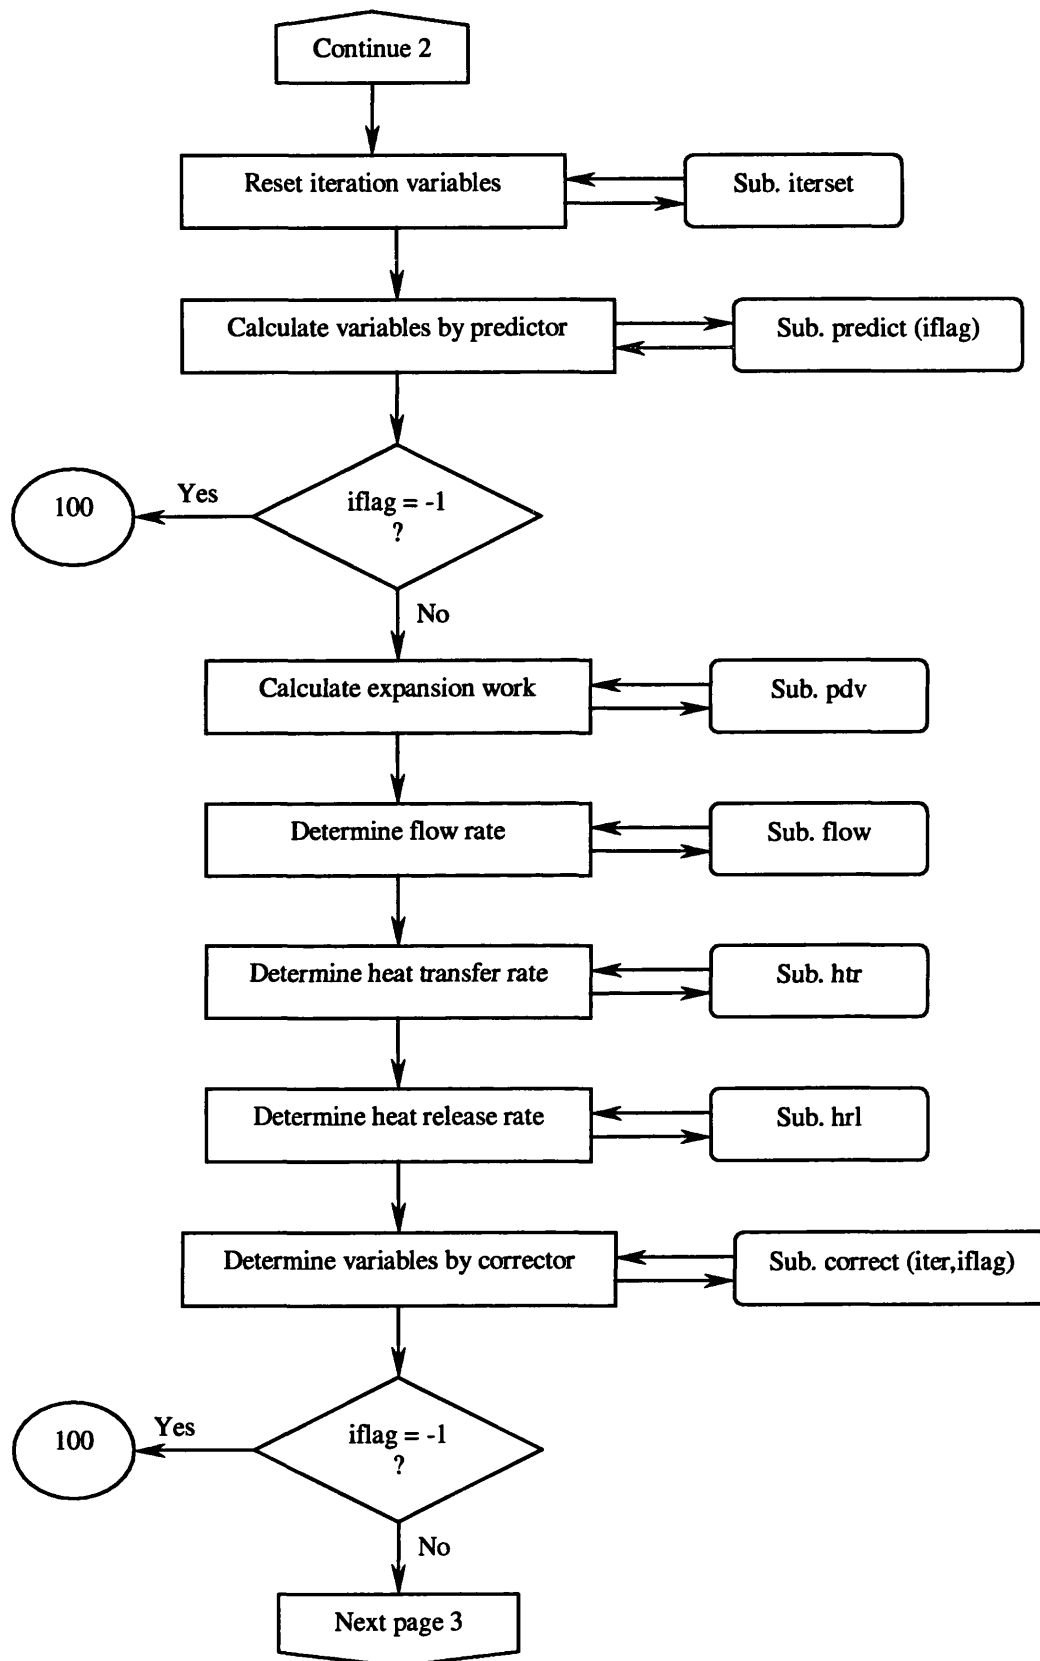 Continue 2
Reset iteration variables
Sub. iterset
Calculate variables by predictor
Sub. predict (iflag)
100
Yes
iflag = -1
?
No
Calculate expansion work
Sub. pdv
Determine flow rate
Sub. flow
Determine heat transfer rate
Sub. htr
Determine heat release rate
Sub. hrl
Determine variables by corrector
Sub. correct (iter,iflag)
100
Yes
iflag = -1
?
No
Next page 3